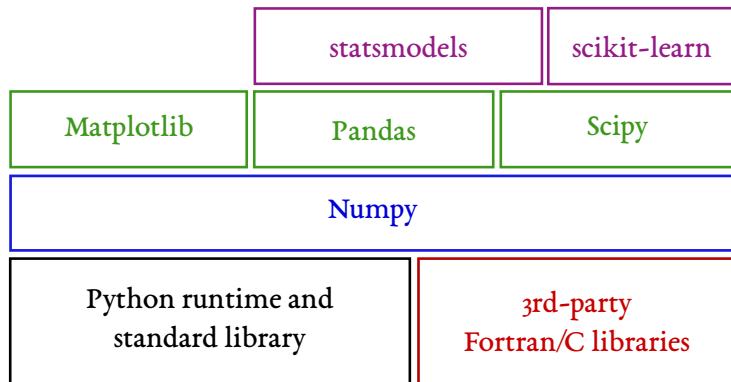 statsmodels
scikit-learn
Matplotlib
Pandas
Scipy
Numpy
Python runtime and
standard library
3rd-party
Fortran/C libraries